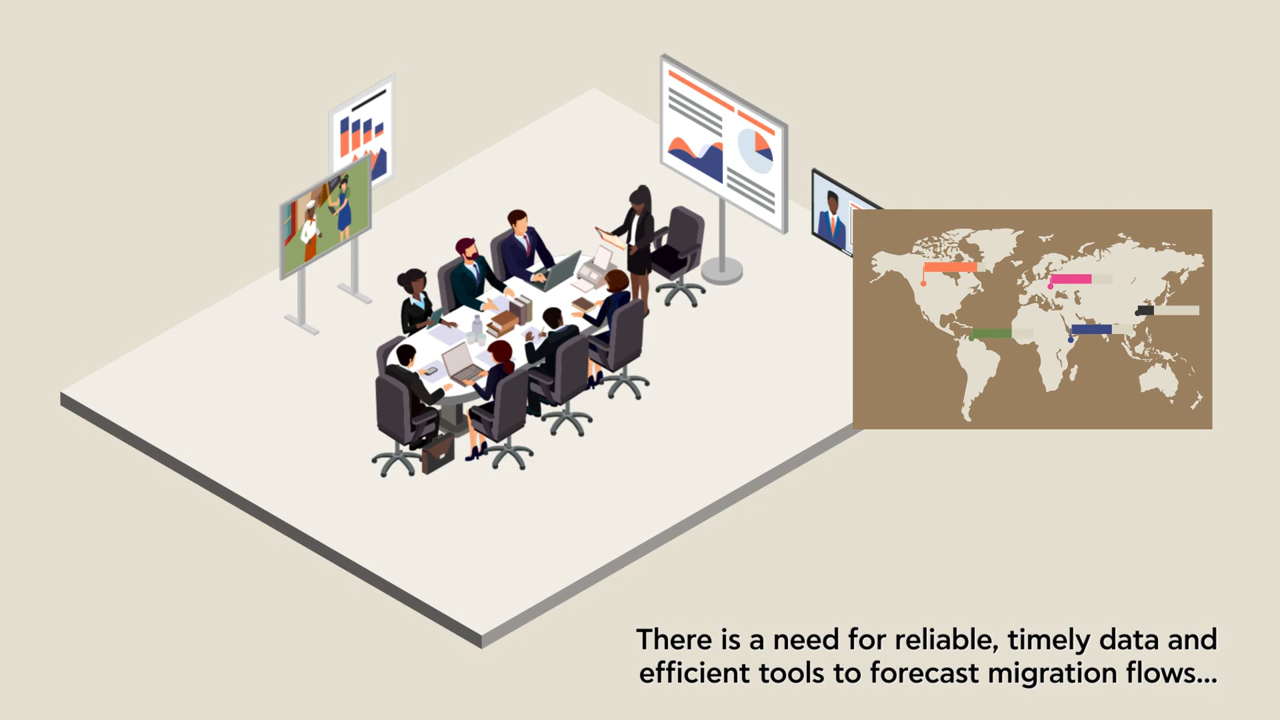 There is a need for reliable, timely data and
efficient tools to forecast migration flows...